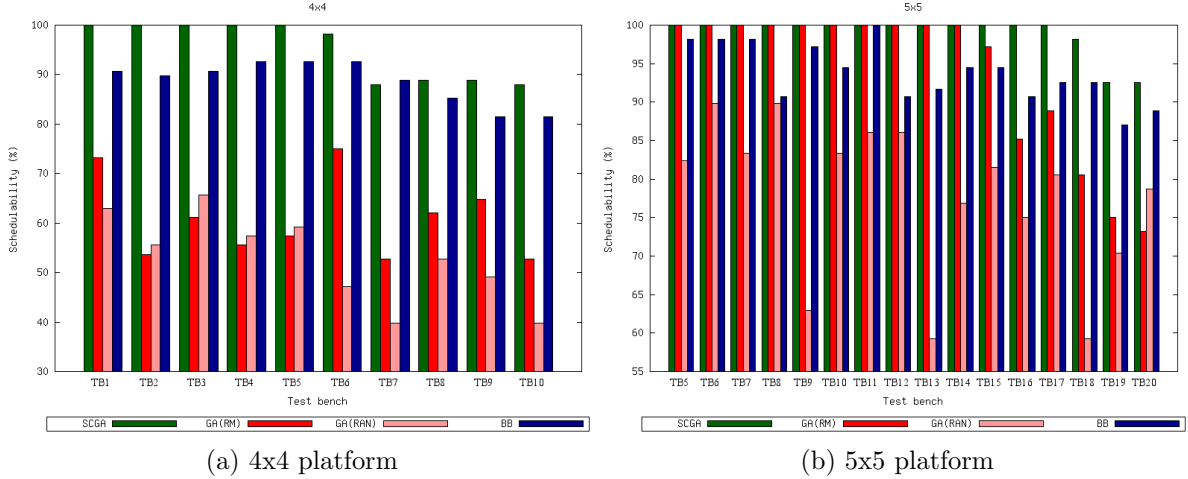 4x4
100
90
80
70
60
50
40
30
Schedulability (%)
TB1 TB2 TB3 TB4 TB5 TB6 TB7 TB8 TB9 TB10
Test bench
SCGA GA(RM) GA(RAN) BB
(a) 4x4 platform
5x5
100
95
90
85
80
75
70
65
60
55
Schedulability (%)
TB5 TB6 TB7 TB8 TB9 TB10 TB11 TB12 TB13 TB14 TB15 TB16 TB17 TB18 TB19 TB20
Test bench
SCGA GA(RM) GA(RAN) BB
(b) 5x5 platform